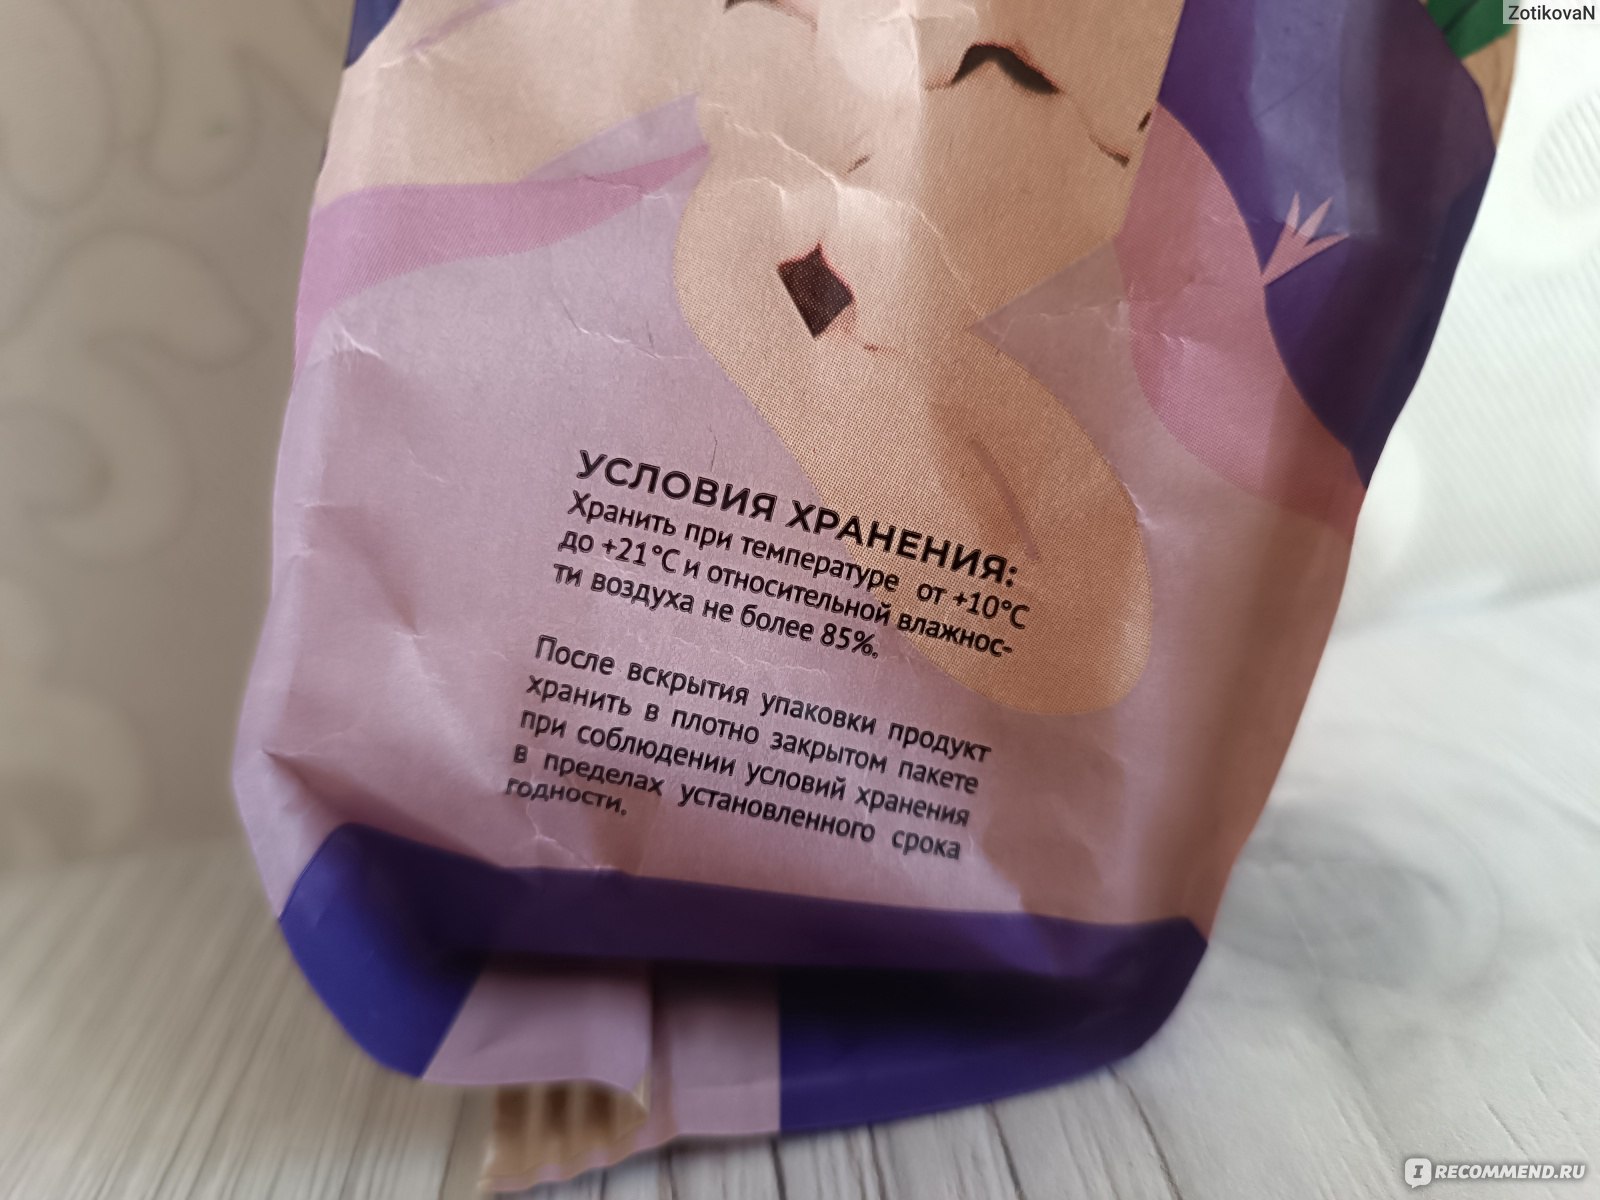 ZotikovaN
УСЛОВИЯ ХРАНЕНИЯ:
Хранить при температуре от +10°С
до +21°С и относительной влажнос-
ти воздуха не более 85%.
После вскрытия упаковки продукт
хранить в плотно закрытом пакете
при соблюдении условий хранения
в пределах установленного срока
годности.
I RECOMMEND.RU